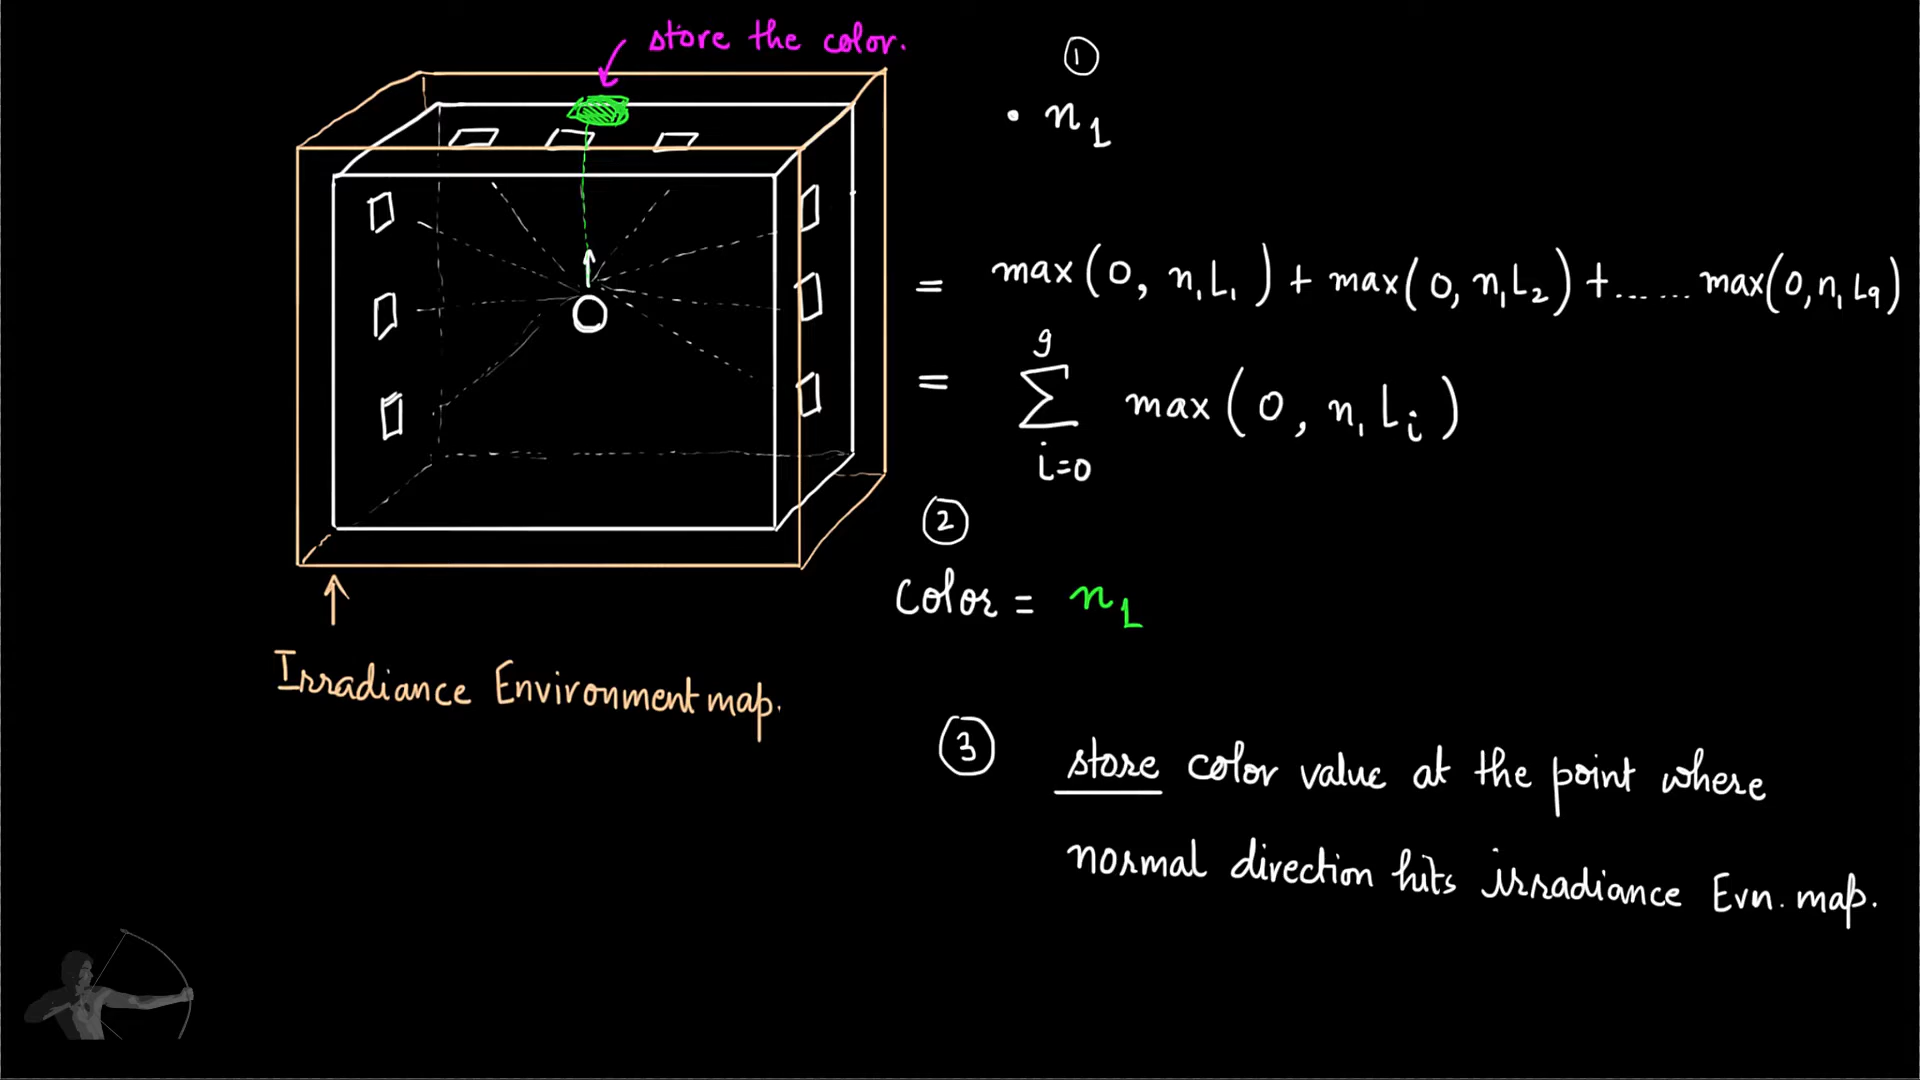 store the color.
①
• n₁
= max(0, n₁L₁) + max(0, n₁L₂) + ...... max(0, n₁L₉)
= 9
∑ max(0, n₁Lᵢ)
i=0
②
Color = n₁
Irradiance Environment map.
③ store color value at the point where
normal direction hits irradiance Evn. map.